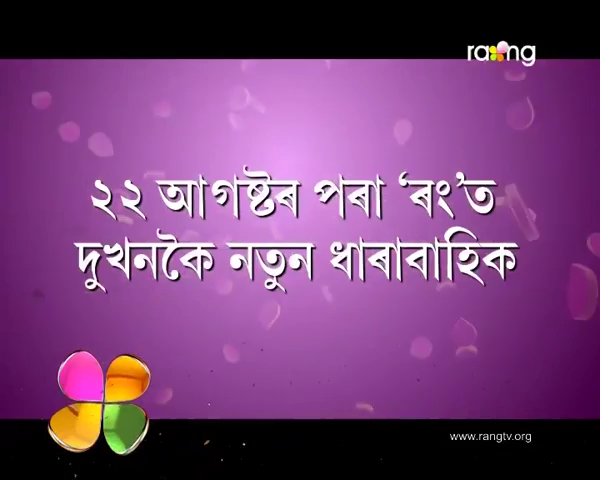 rang
২২ আগষ্টৰ পৰা ‘ৰং’ত
দুখনকৈ নতুন ধাৰাবাহিক
www.rangtv.org